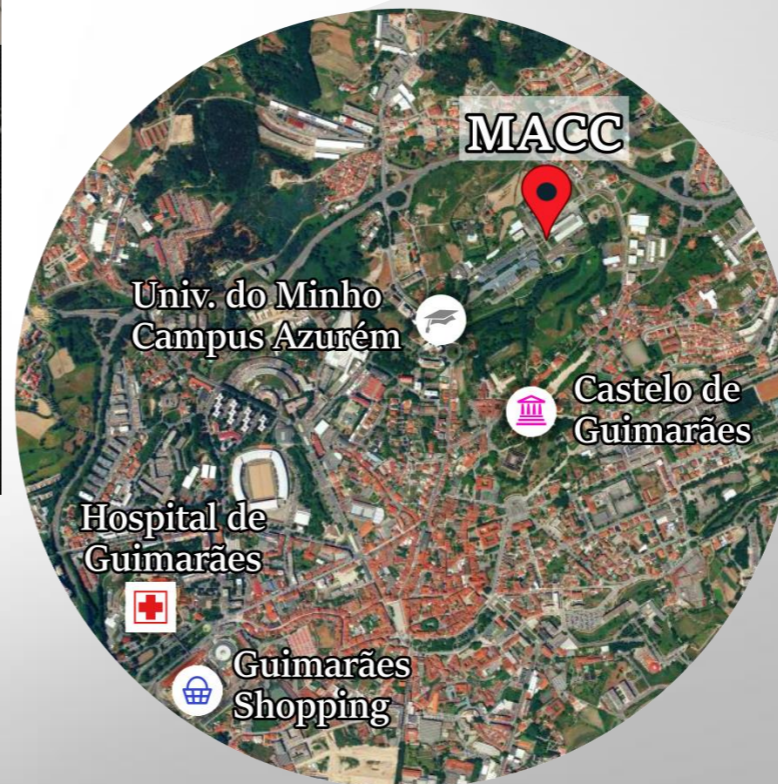 MACC
Univ. do Minho
Campus Azurém
Castelo de
Guimarães
Hospital de
Guimarães
Guimarães
Shopping